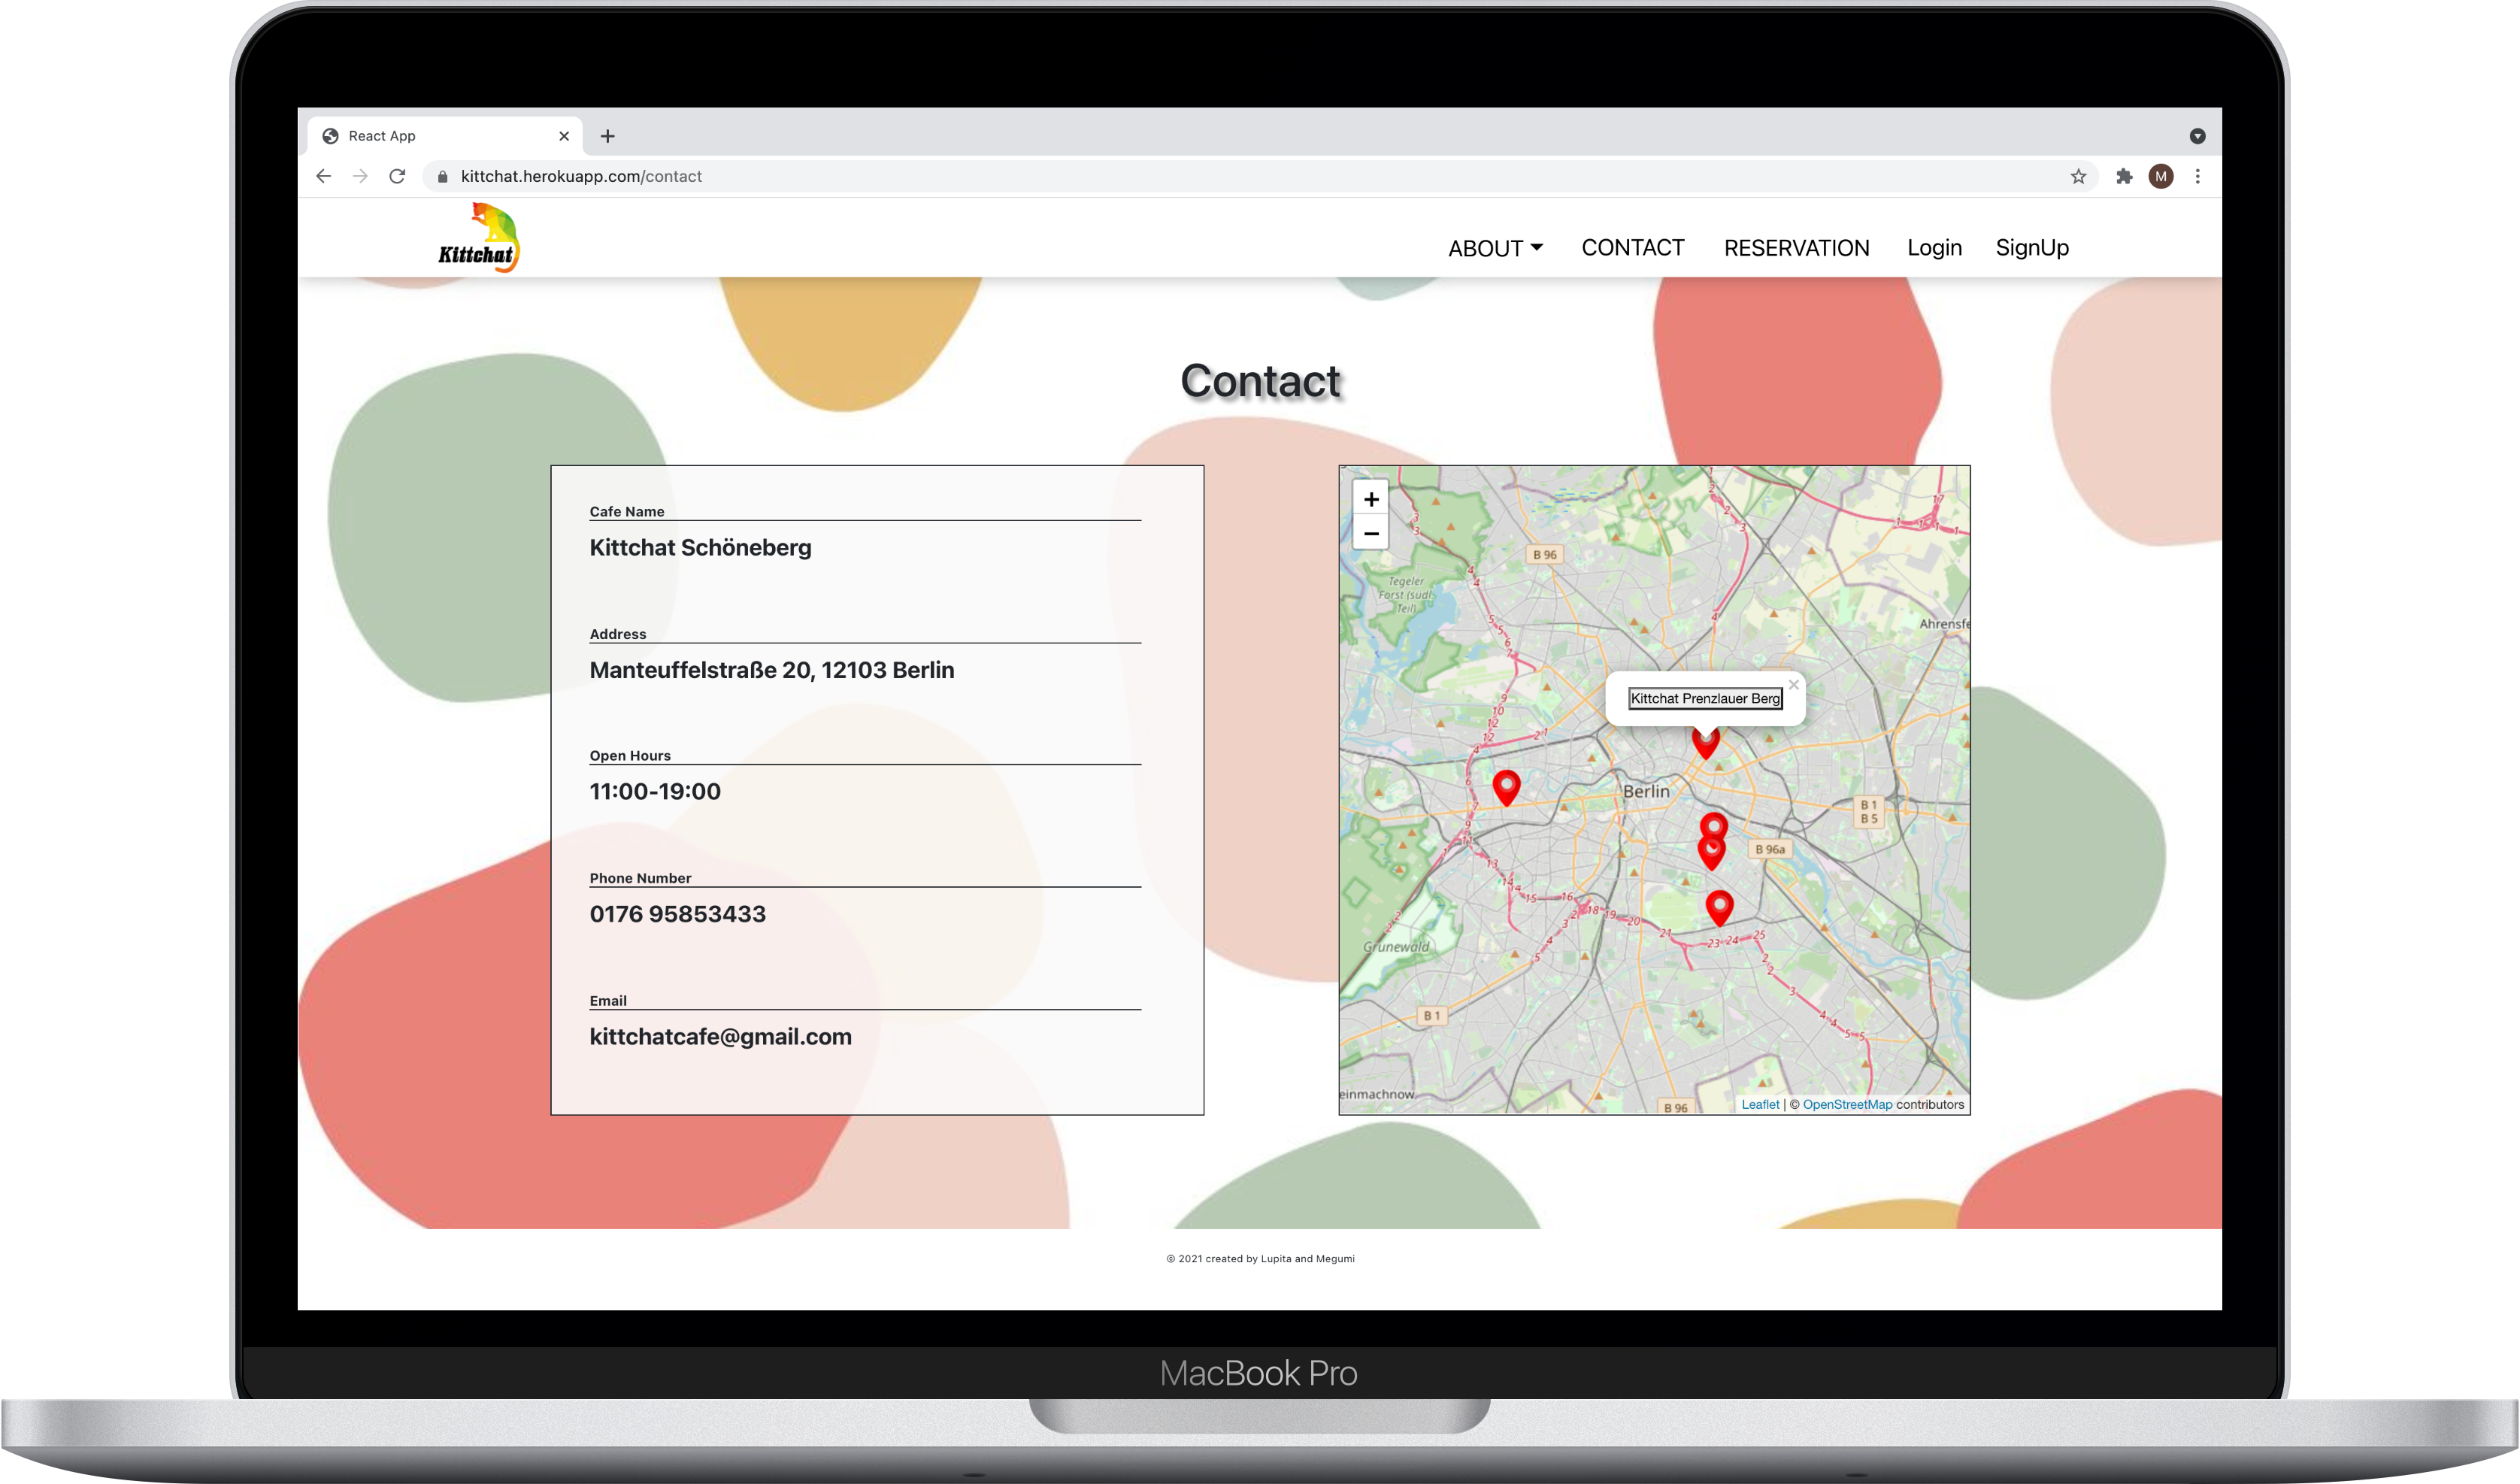 React App
kittchat.herokuapp.com/contact
M
Kittchat
ABOUT
CONTACT
RESERVATION
Login
SignUp
Contact
Cafe Name
Kittchat Schöneberg
Address
Manteuffelstraße 20, 12103 Berlin
Open Hours
11:00-19:00
Phone Number
0176 95853433
Email
kittchatcafe@gmail.com
+
−
B 96
Tegeler
Forst (südl.
Teil)
Ahrensfe
Kittchat Prenzlauer Berg
Berlin
B 1
B 5
B 96a
Grunewald
B 1
einmachnow
B 96
Leaflet | © OpenStreetMap contributors
© 2021 created by Lupita and Megumi
MacBook Pro